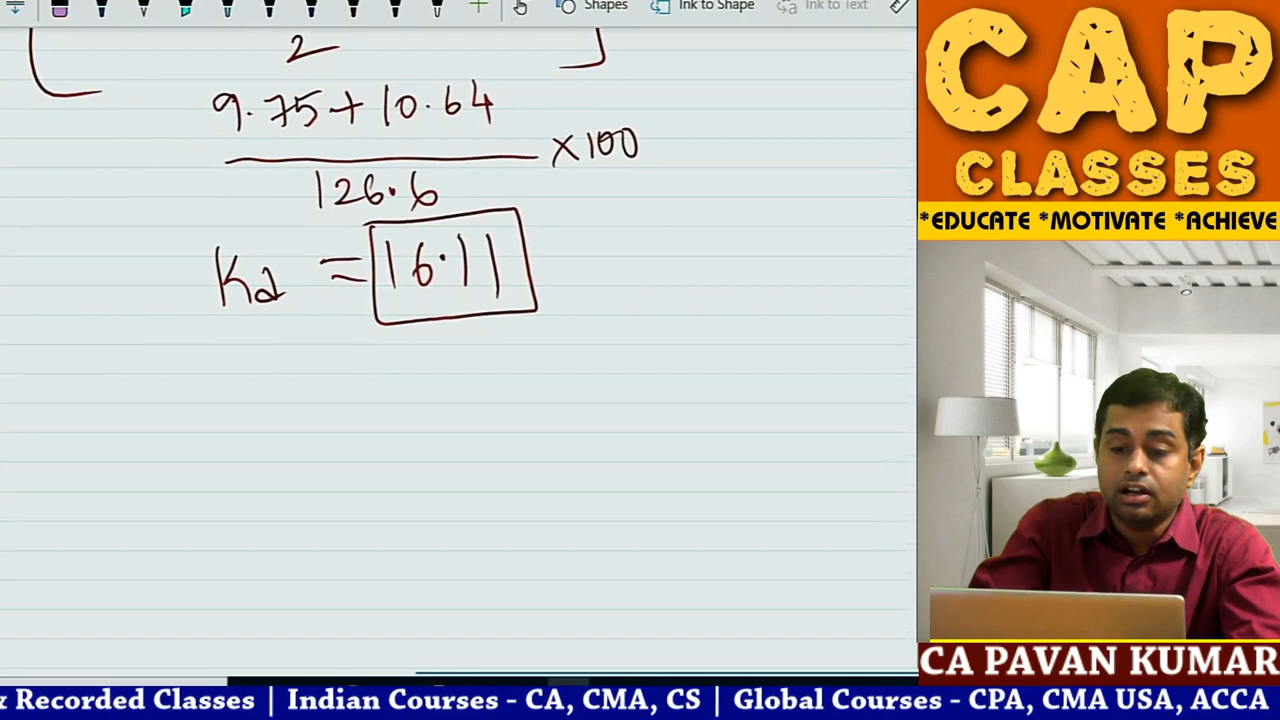 Shapes
Ink to Shape
Ink to Text
2
9.75 + 10.64
× 100
126.6
Kd = 16.11
CAP
CLASSES
*EDUCATE *MOTIVATE *ACHIEVE
CA PAVAN KUMAR
& Recorded Classes | Indian Courses - CA, CMA, CS | Global Courses - CPA, CMA USA, ACCA